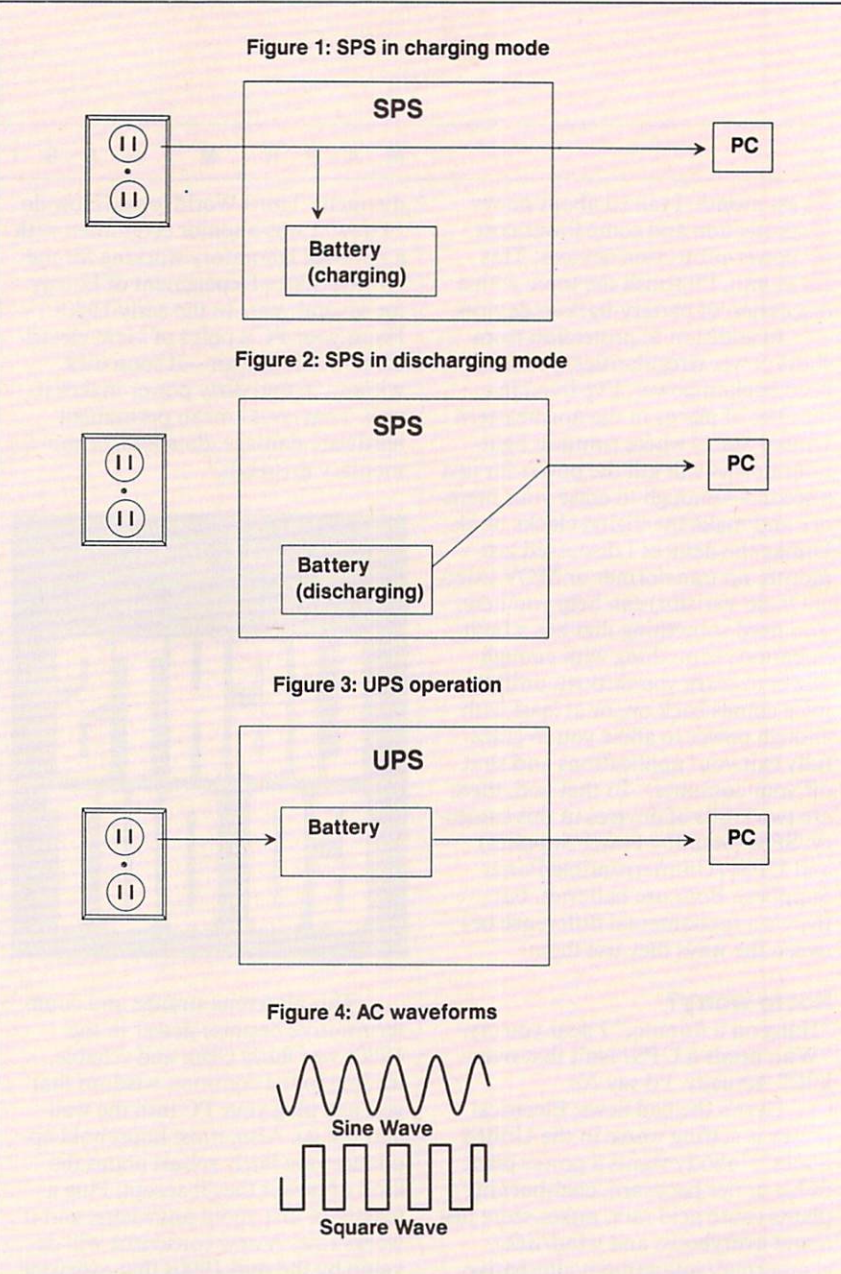 Figure 1: SPS in charging mode
SPS
PC
Battery
(charging)
Figure 2: SPS in discharging mode
SPS
PC
Battery
(discharging)
Figure 3: UPS operation
UPS
Battery
PC
Figure 4: AC waveforms
Sine Wave
Square Wave